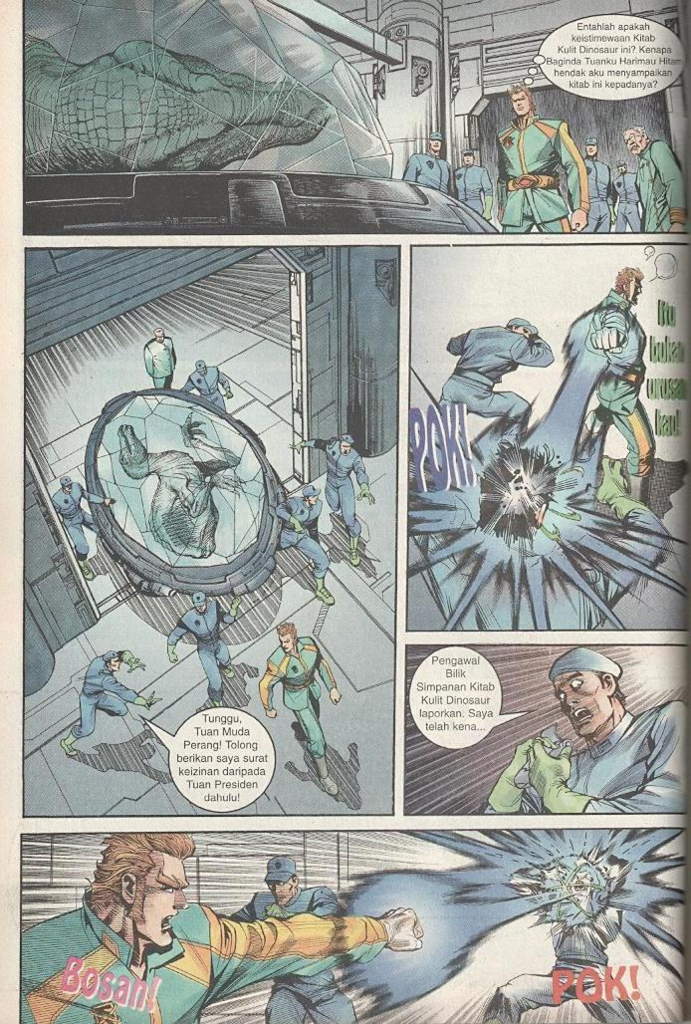 Entahlah apakah
keistimewaan Kitab
Kulit Dinosaur ini? Kenapa
Baginda Tuanku Harimau Hitam
hendak aku menyampaikan
kitab ini kepadanya?
Tunggu,
Tuan Muda
Perang! Tolong
berikan saya surat
keizinan daripada
Tuan Presiden
dahulu!
Itu
bukan
urusan
kau!
POK!
Pengawal
Bilik
Simpanan Kitab
Kulit Dinosaur
laporkan. Saya
telah kena...
Bosan!
POK!